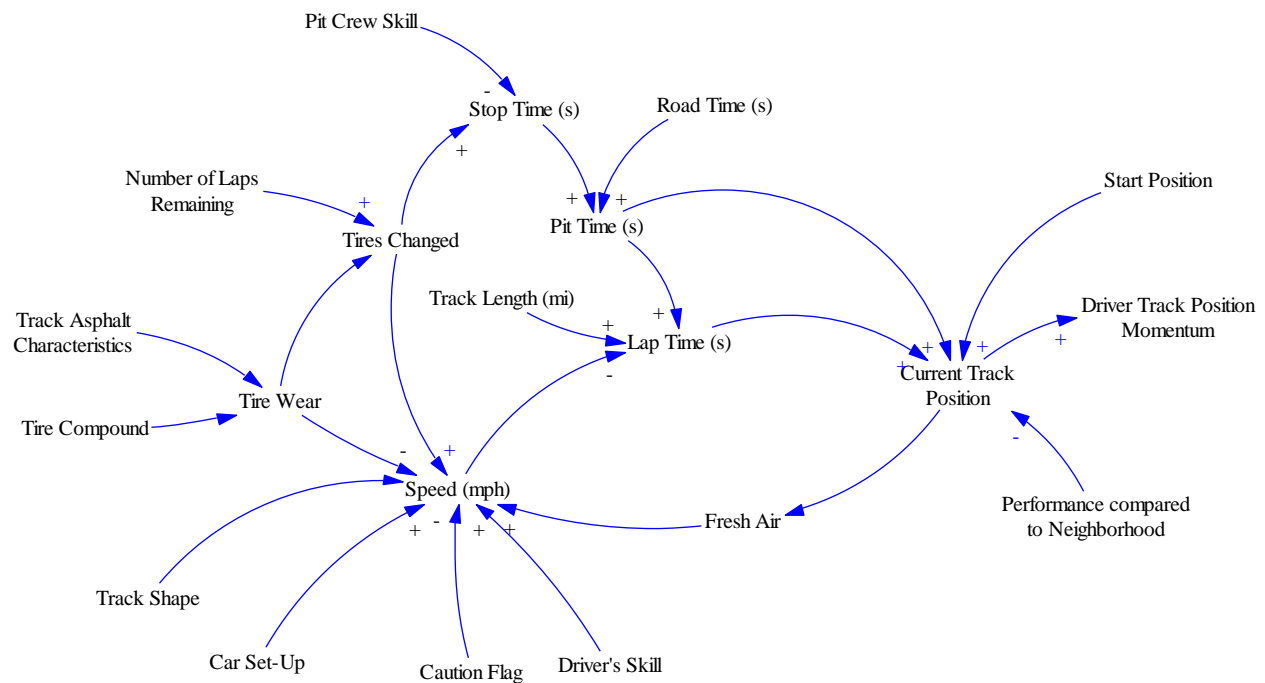 Pit Crew Skill
-
Stop Time (s)
+
Road Time (s)
Number of Laps
Remaining
+
Tires Changed
+
+
Pit Time (s)
Start Position
Track Length (mi)
+
+
Lap Time (s)
-
Driver Track Position
Momentum
+
Track Asphalt
Characteristics
Tire Wear
Tire Compound
+
+
+
Current Track
Position
-
Performance compared
to Neighborhood
-
+
Speed (mph)
+
-
+
+
Fresh Air
Track Shape
Car Set-Up
Caution Flag
Driver's Skill